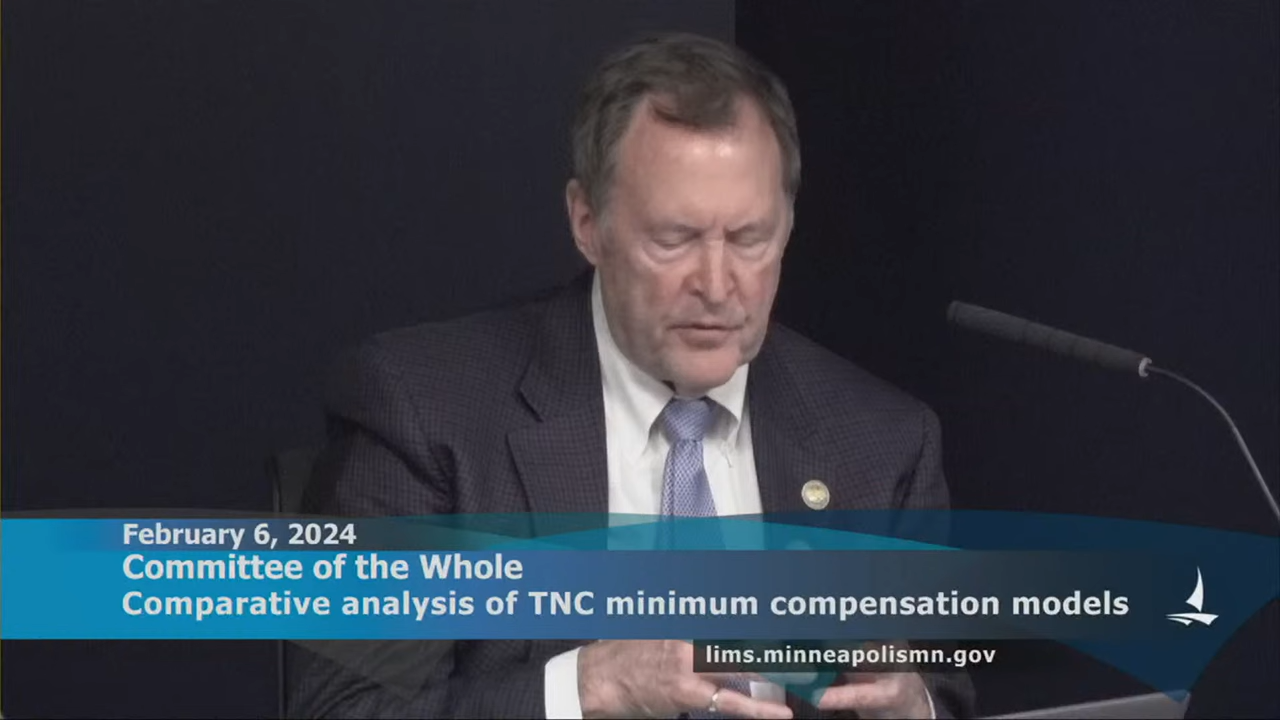 February 6, 2024
Committee of the Whole
Comparative analysis of TNC minimum compensation models
lims.minneapolismn.gov